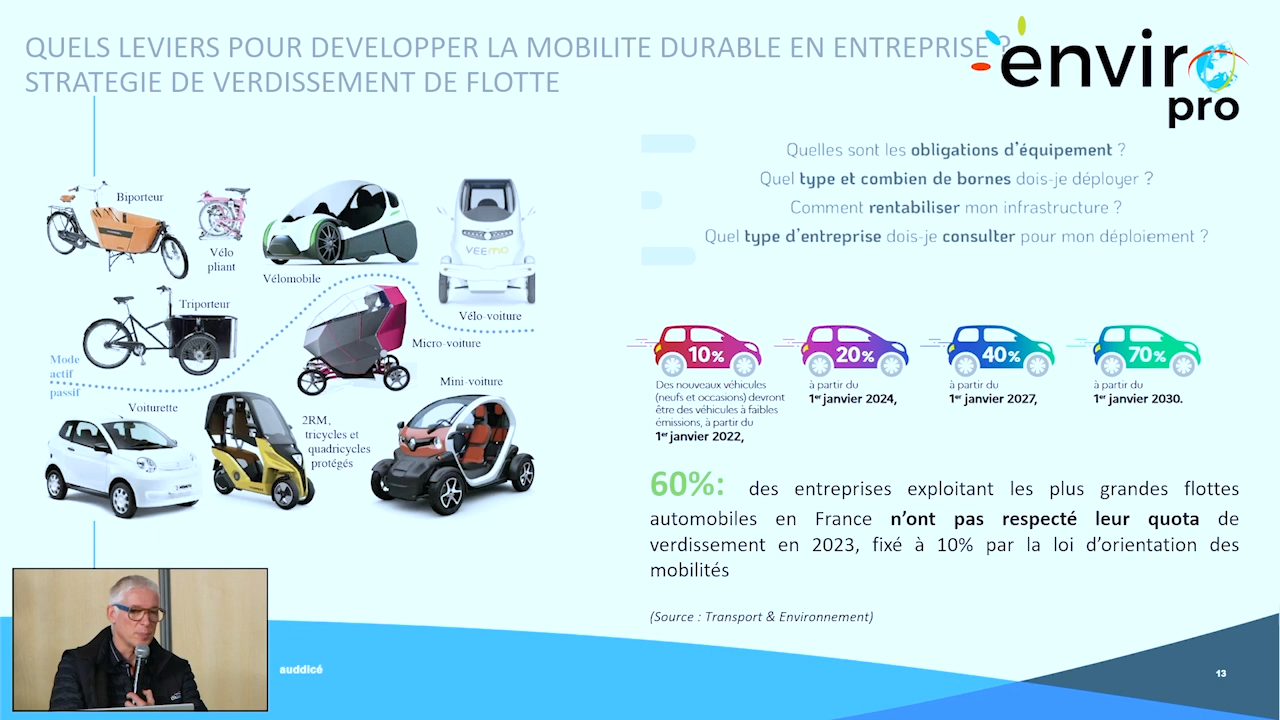 QUELS LEVIERS POUR DEVELOPPER LA MOBILITE DURABLE EN ENTREPRISE ?
STRATEGIE DE VERDISSEMENT DE FLOTTE
enviro
pro
Quelles sont les obligations d'équipement ?
Quel type et combien de bornes dois-je déployer ?
Comment rentabiliser mon infrastructure ?
Quel type d'entreprise dois-je consulter pour mon déploiement ?
Biporteur
Vélo
pliant
Vélomobile
VEEMO
Vélo-voiture
Triporteur
Micro-voiture
Mode
actif
passif
Voiturette
2RM,
tricycles et
quadricycles
protégés
Mini-voiture
10%
Des nouveaux véhicules
(neufs et occasions) devront
être des véhicules à faibles
émissions, à partir du
1er janvier 2022,
20%
à partir du
1er janvier 2024,
40%
à partir du
1er janvier 2027,
70%
à partir du
1er janvier 2030.
60%: des entreprises exploitant les plus grandes flottes
automobiles en France n'ont pas respecté leur quota de
verdissement en 2023, fixé à 10% par la loi d'orientation des
mobilités
(Source : Transport & Environnement)
auddicé
13